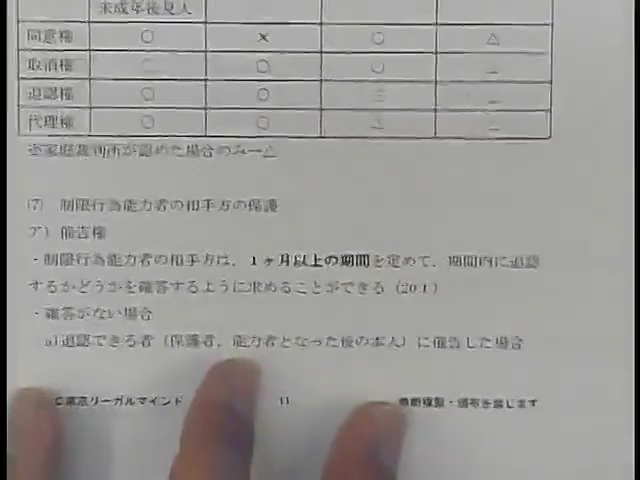 未成年後見人
同意権 ○ × ○ △
取消権 ○ ○
追認権 ○ ○
代理権 ○ ○ △
※家庭裁判所が認めた場合のみ→△
(7) 制限行為能力者の相手方の保護
ア) 催告権
・制限行為能力者の相手方は、1ヶ月以上の期間を定めて、期間内に追認
するかどうかを確答するように求めることができる (20Ⅰ)
・確答がない場合
a)追認できる者 (保護者、能力者となった後の本人) に催告した場合
©東京リーガルマインド 11 無断複製・頒布を禁じます